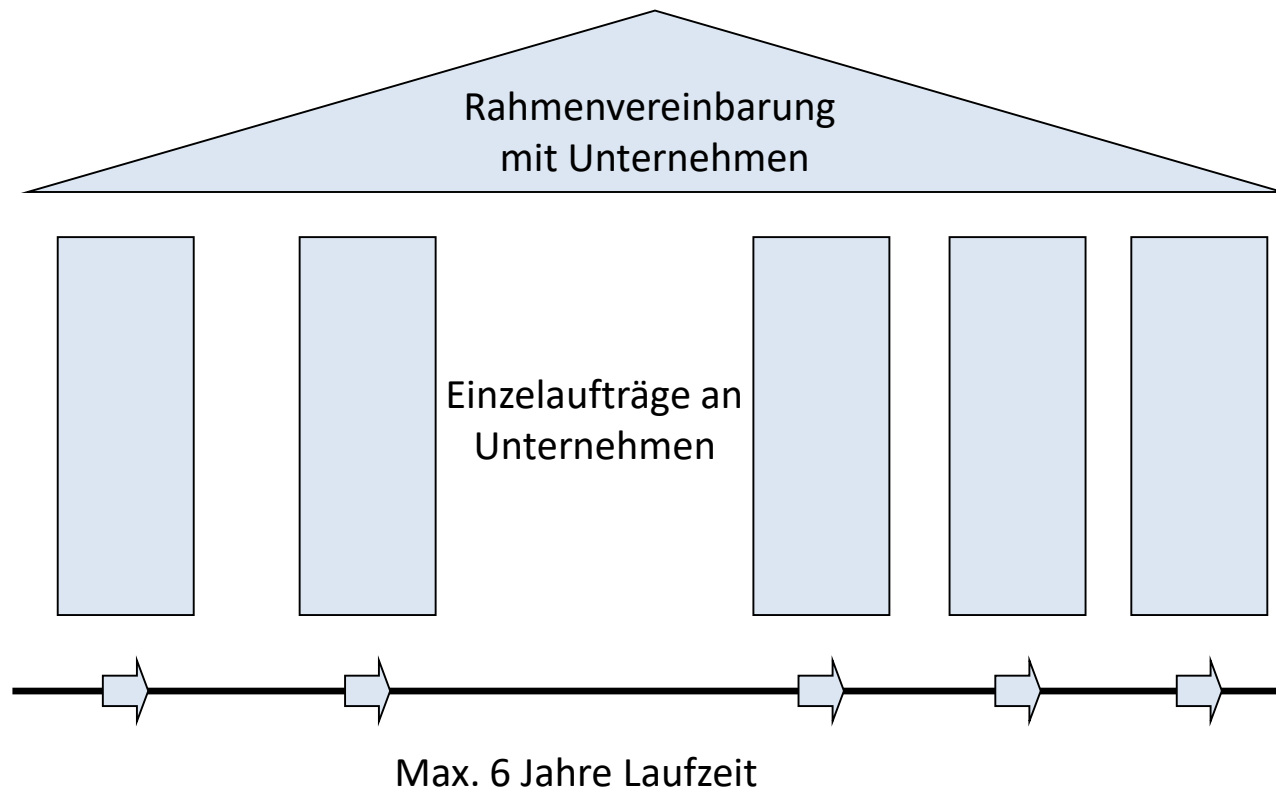 Rahmenvereinbarung
mit Unternehmen
Einzelaufträge an
Unternehmen
Max. 6 Jahre Laufzeit